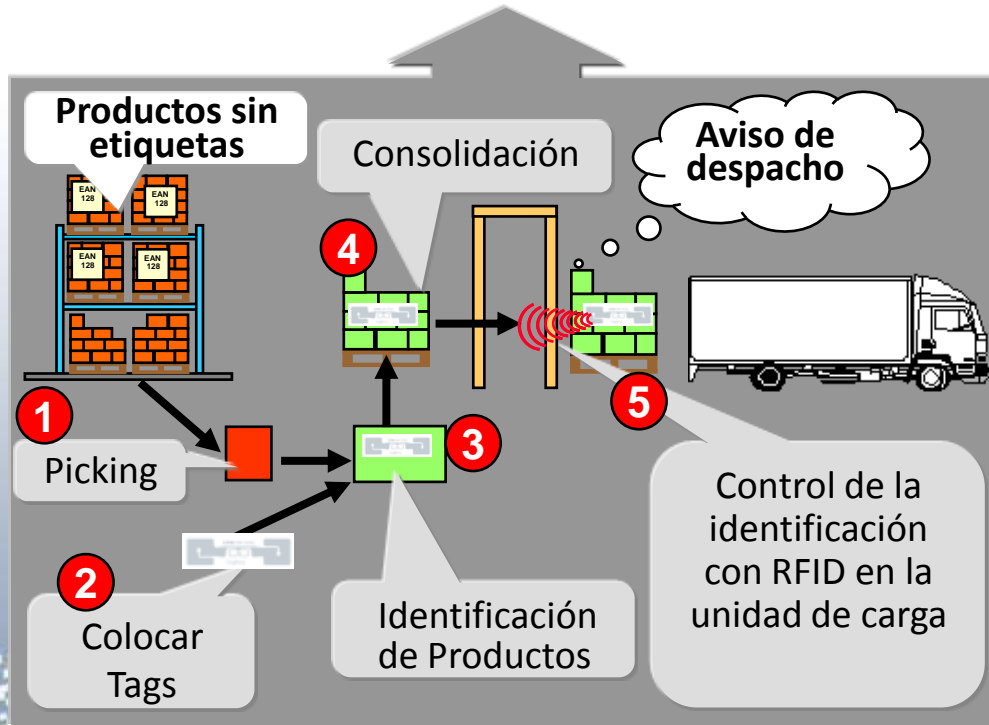 Productos sin
etiquetas
EAN
128
EAN
128
EAN
128
EAN
128
Consolidación
Aviso de
despacho
4
1
Picking
3
5
2
Colocar
Tags
Identificación
de Productos
Control de la
identificación
con RFID en la
unidad de carga